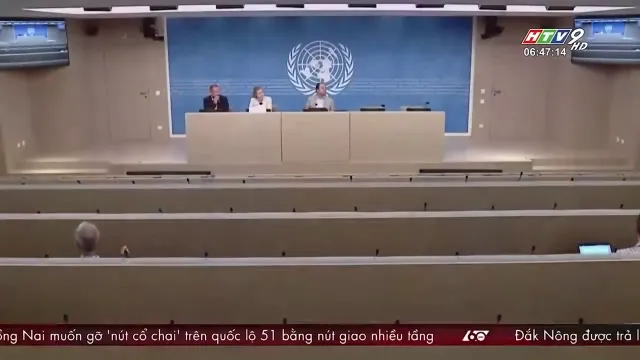 HTV9
HD
06:47:14
ồng Nai muốn gỡ 'nút cổ chai' trên quốc lộ 51 bằng nút giao nhiều tầng
60 Đắk Nông được trả l